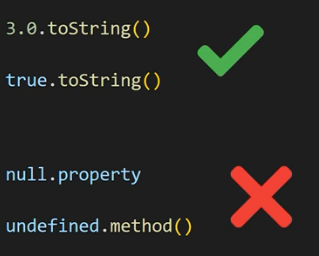 3.0.toString()
true.toString()
null.property
undefined.method()